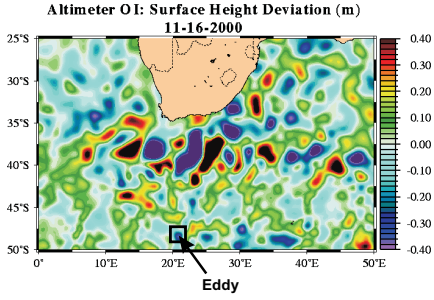 Altimeter OI: Surface Height Deviation (m)
11-16-2000
25°S
30°S
35°S
40°S
45°S
50°S
0°
10°E
20°E
30°E
40°E
50°E
0.40
0.30
0.20
0.10
0.00
-0.10
-0.20
-0.30
-0.40
Eddy